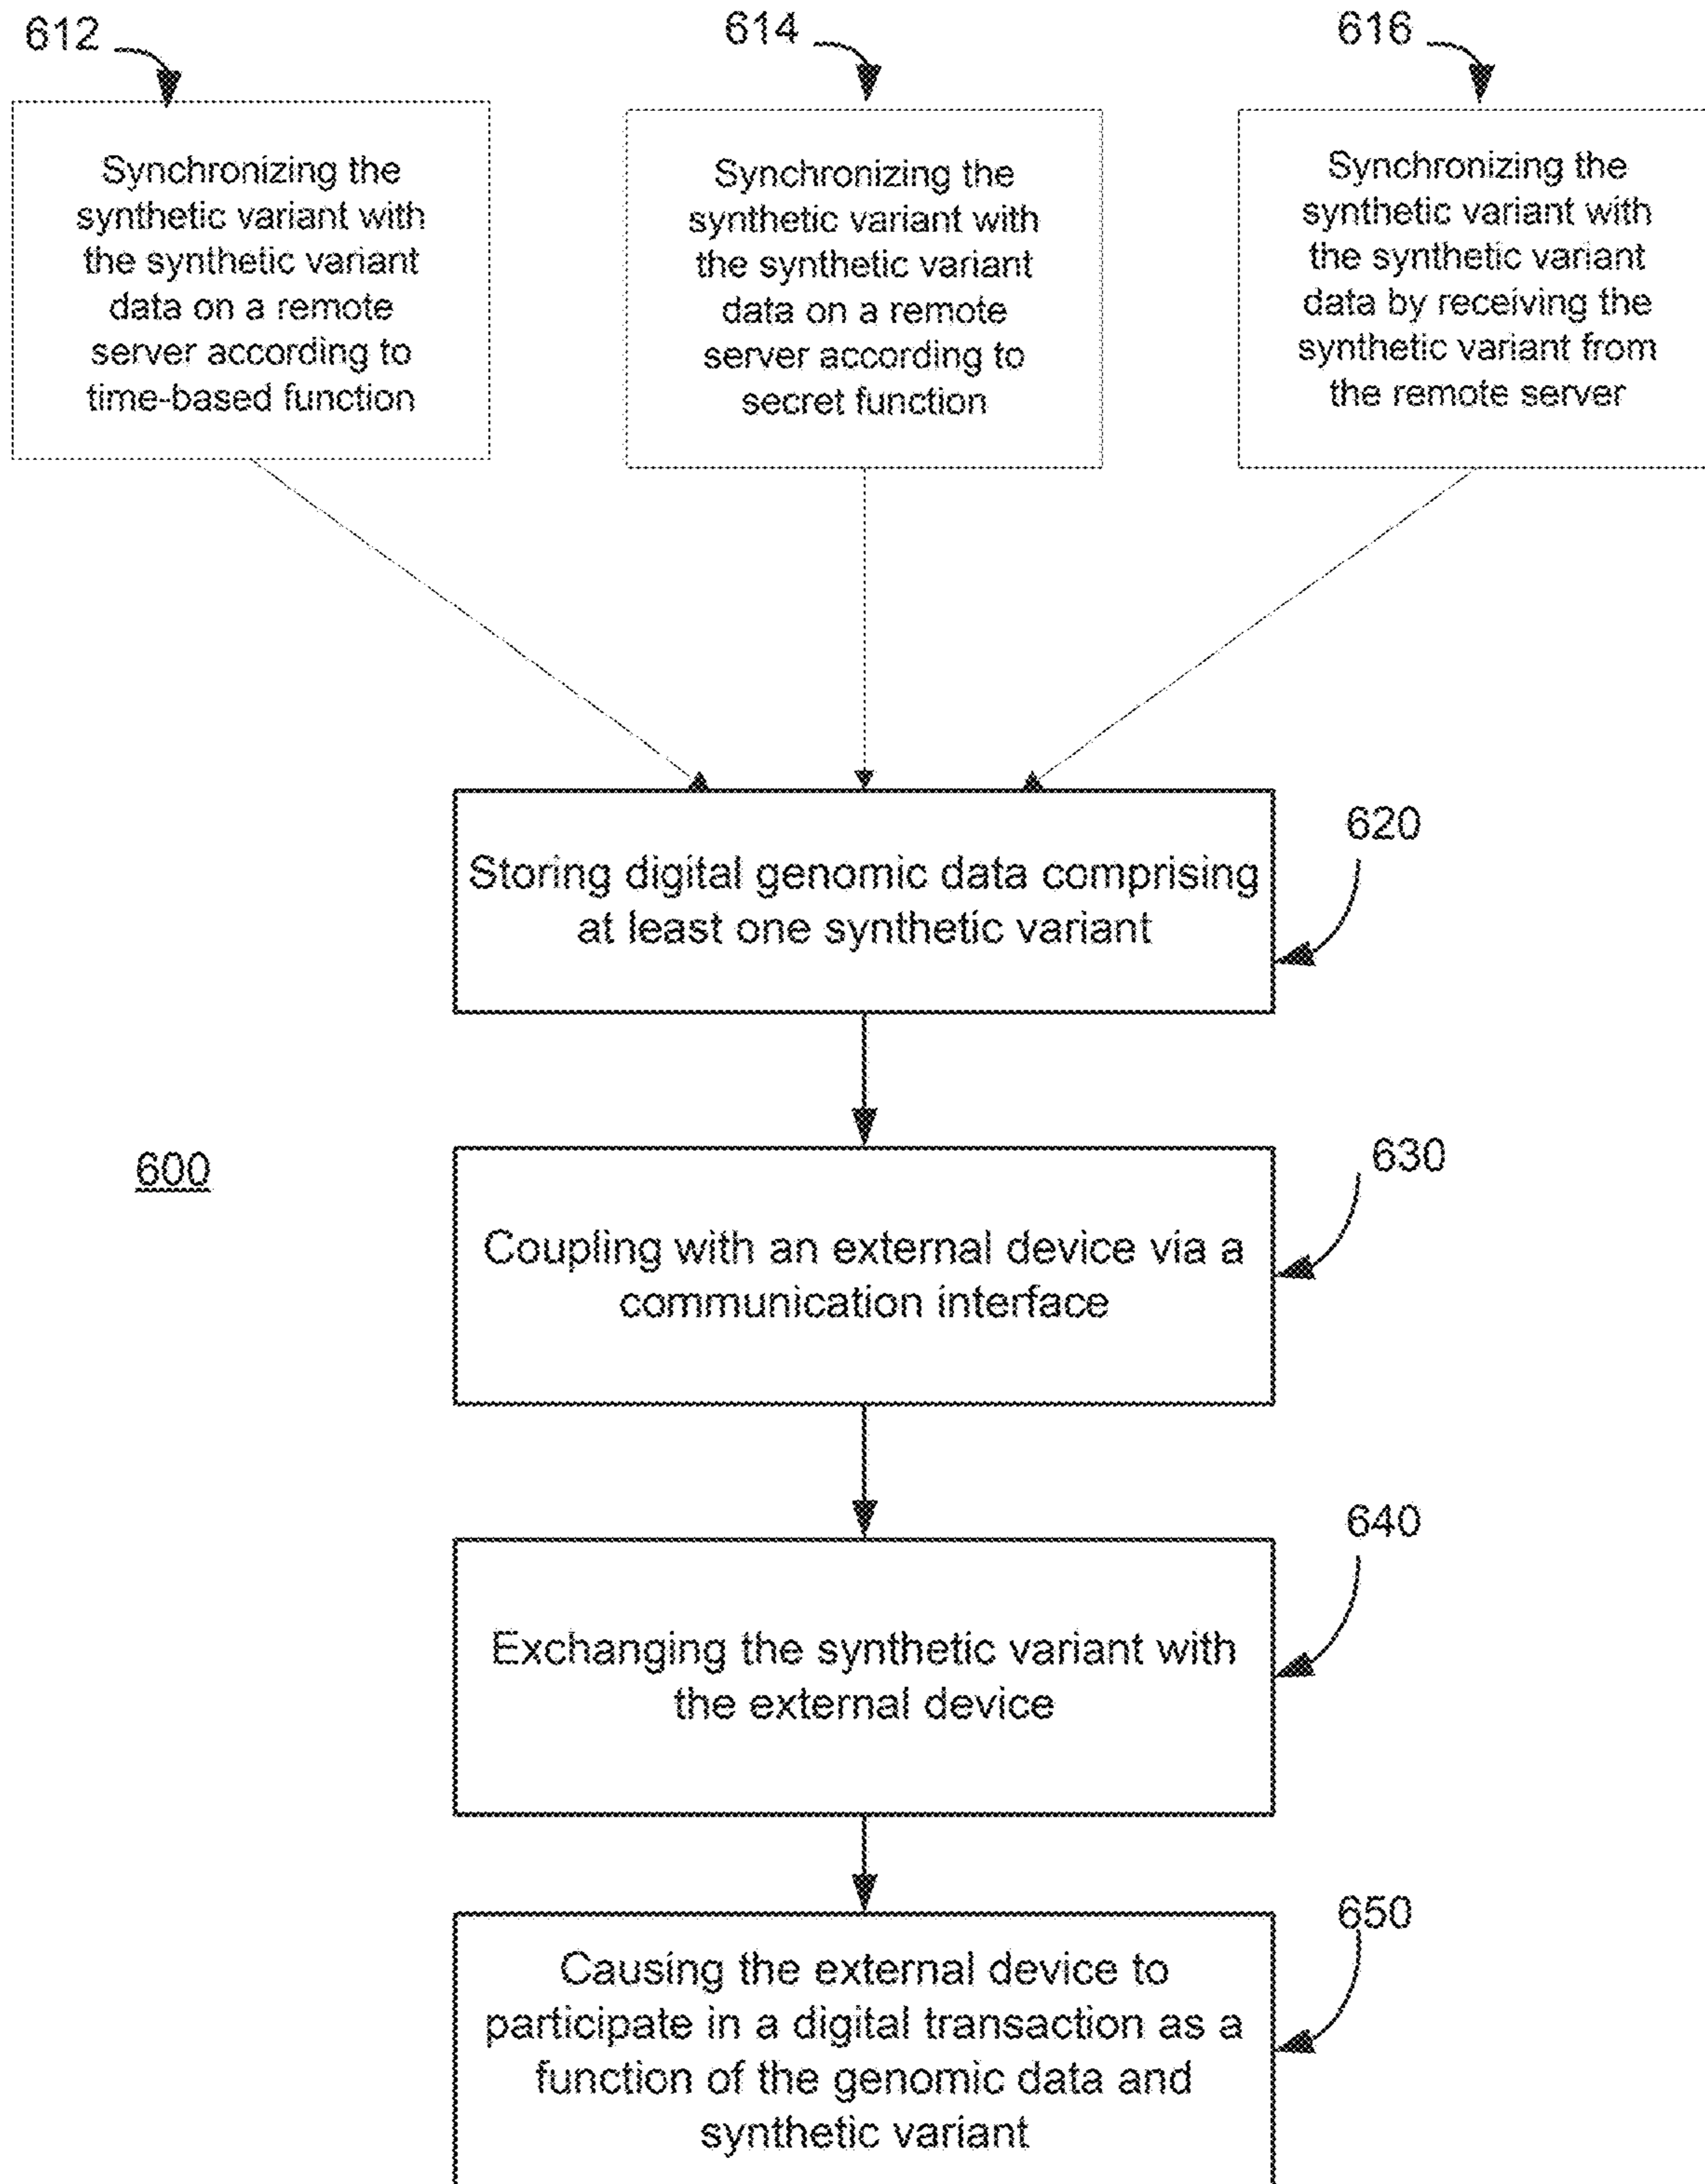 612
614
616
Synchronizing the
synthetic variant with
the synthetic variant
data on a remote
server according to
time-based function
Synchronizing the
synthetic variant with
the synthetic variant
data on a remote
server according to
secret function
Synchronizing the
synthetic variant with
the synthetic variant
data by receiving the
synthetic variant from
the remote server
620
Storing digital genomic data comprising
at least one synthetic variant
600
630
Coupling with an external device via a
communication interface
640
Exchanging the synthetic variant with
the external device
650
Causing the external device to
participate in a digital transaction as a
function of the genomic data and
synthetic variant